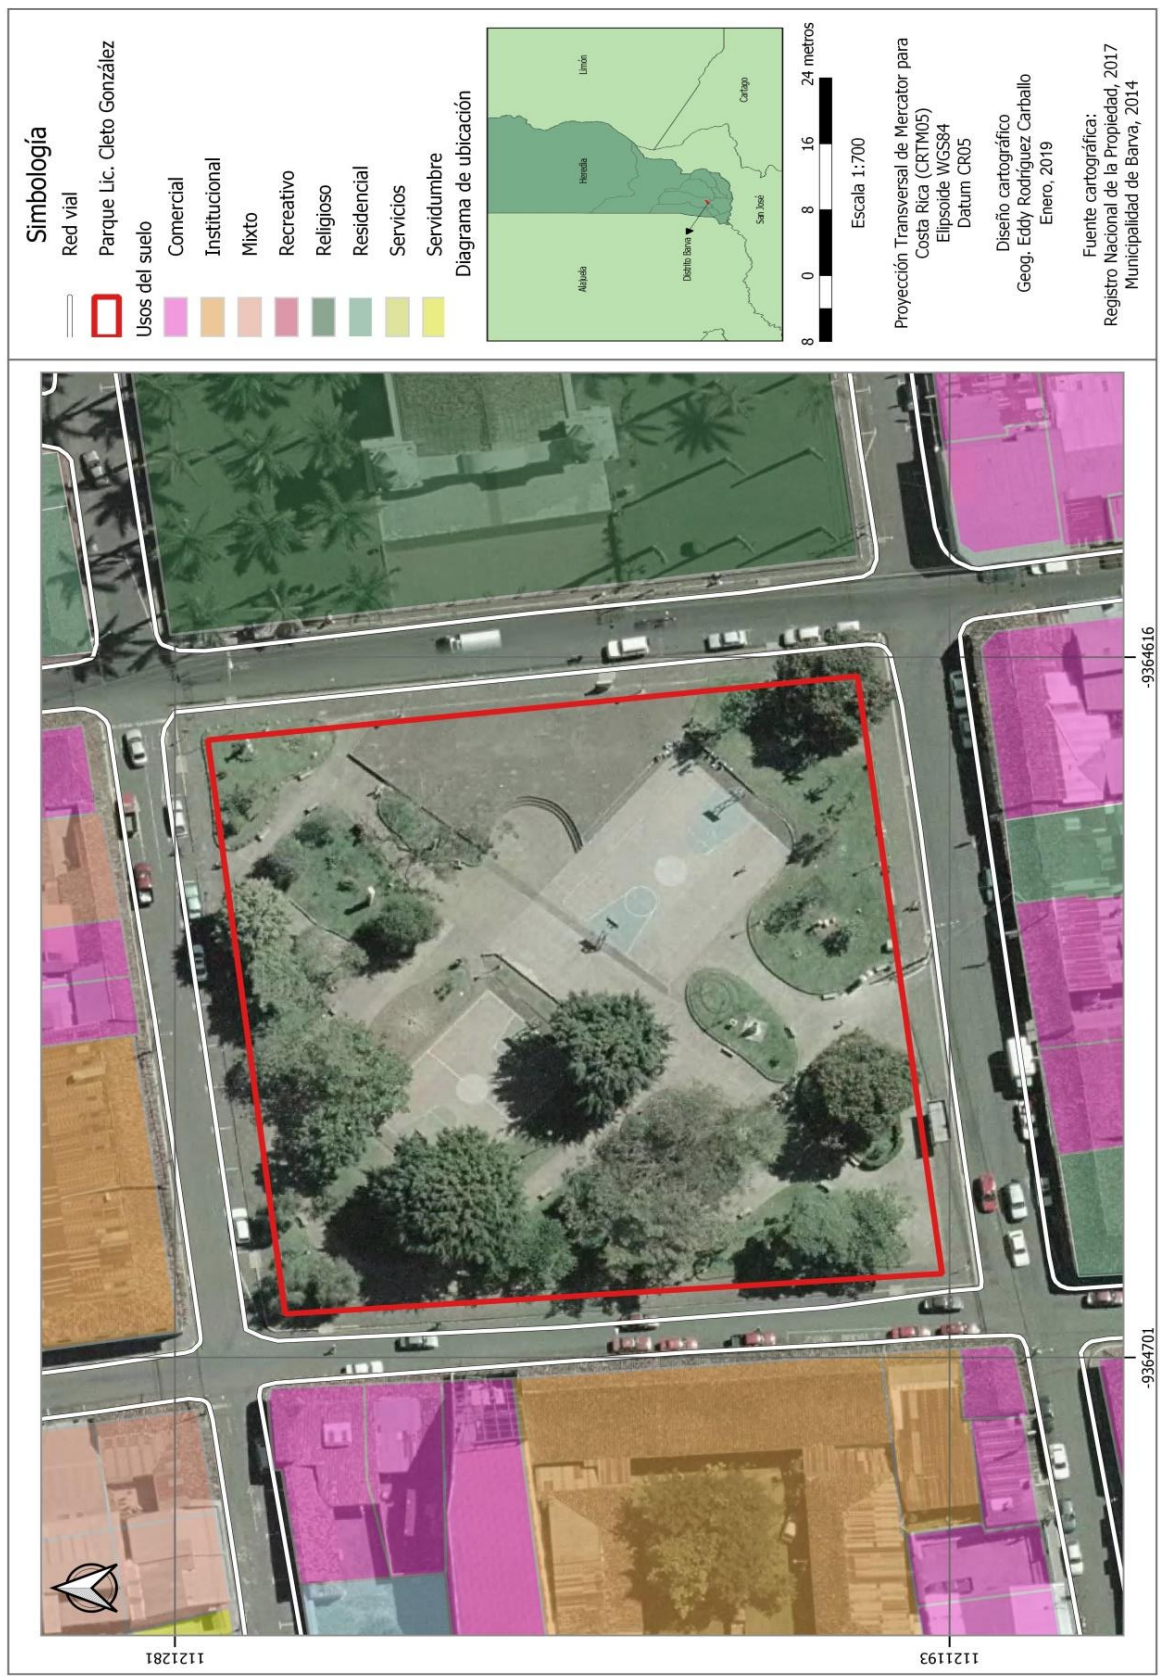 Simbología
Red vial
Parque Lic. Cleto González
Usos del suelo
Comercial
Institucional
Mixto
Recreativo
Religioso
Residencial
Servicios
Servidumbre
Diagrama de ubicación
Limón
Heredia
Alajuela
Cartago
Distrito Barva
San José
8 0 8 16 24 metros
Escala 1:700
Proyección Transversal de Mercator para
Costa Rica (CRTM05)
Elipsoide WGS84
Datum CR05
Diseño cartográfico
Geog. Eddy Rodríguez Carballo
Enero, 2019
Fuente cartográfica:
Registro Nacional de la Propiedad, 2017
Municipalidad de Barva, 2014
1121281
1121193
-9364701
-9364616